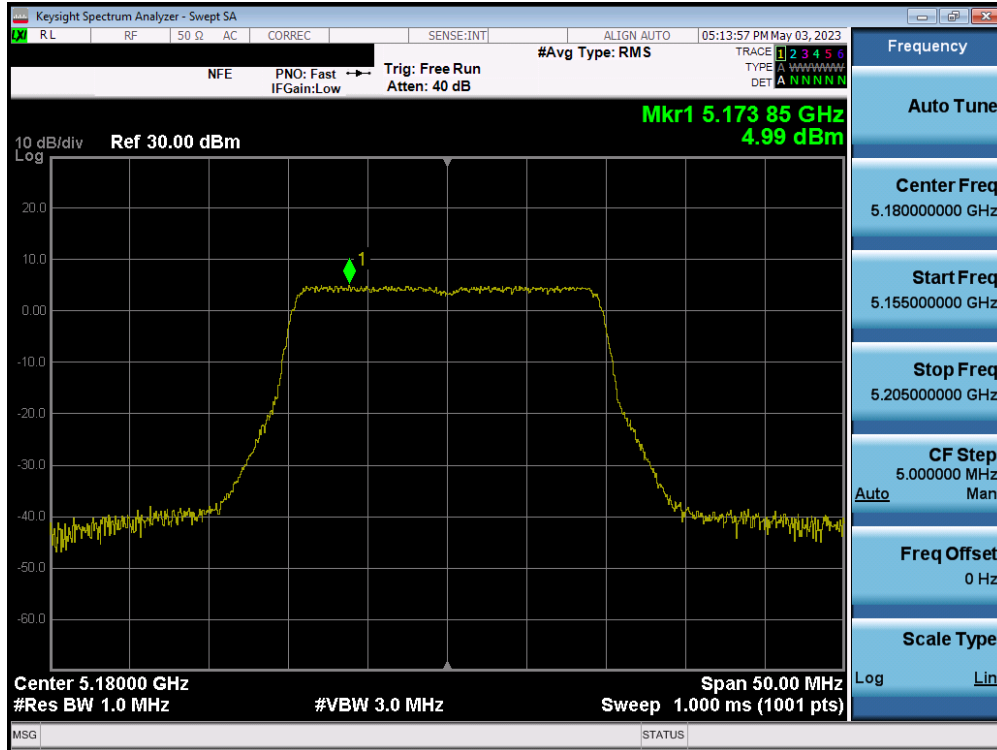 Keysight Spectrum Analyzer - Swept SA
LXI RL RF 50 Ω AC CORREC SENSE:INT ALIGN AUTO 05:13:57 PM May 03, 2023
NFE PNO: Fast IFGain:Low Trig: Free Run Atten: 40 dB #Avg Type: RMS
TRACE 1 2 3 4 5 6
TYPE A WWWWWW
DET A N N N N N
Mkr1 5.173 85 GHz
4.99 dBm
10 dB/div Ref 30.00 dBm
Log
20.0
10.0
1
0.00
-10.0
-20.0
-30.0
-40.0
-50.0
-60.0
Center 5.18000 GHz Span 50.00 MHz
#Res BW 1.0 MHz #VBW 3.0 MHz Sweep 1.000 ms (1001 pts)
MSG STATUS
Frequency
Auto Tune
Center Freq
5.180000000 GHz
Start Freq
5.155000000 GHz
Stop Freq
5.205000000 GHz
CF Step
5.000000 MHz
Auto Man
Freq Offset
0 Hz
Scale Type
Log Lin